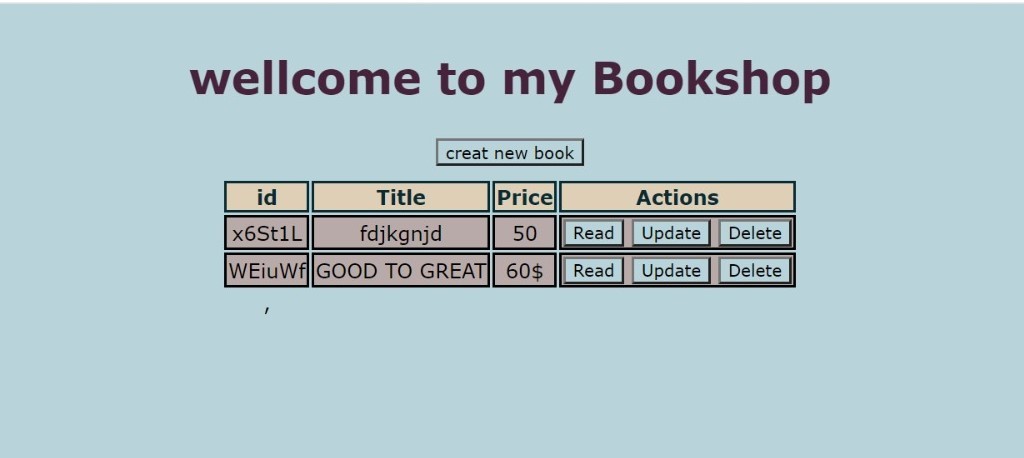 wellcome to my Bookshop
creat new book
id Title Price Actions
x6St1L fdjkgnjd 50 Read Update Delete
WEiuWf GOOD TO GREAT 60$ Read Update Delete
,